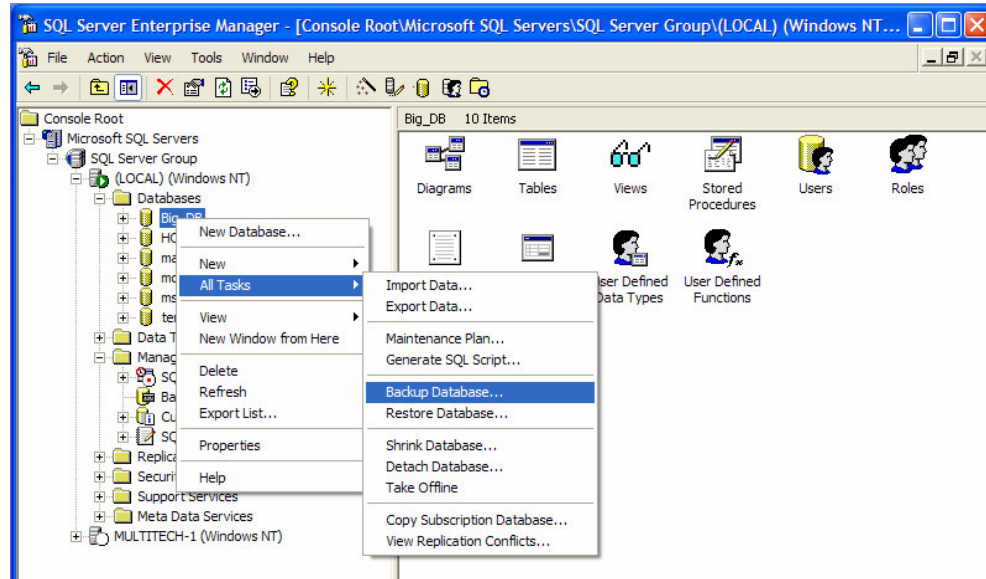 SQL Server Enterprise Manager - [Console Root\Microsoft SQL Servers\SQL Server Group\(LOCAL) (Windows NT...
File Action View Tools Window Help
Console Root
Microsoft SQL Servers
SQL Server Group
(LOCAL) (Windows NT)
Databases
Big_DB
Data T
Manag
Replica
Securi
Support Services
Meta Data Services
MULTITECH-1 (Windows NT)
New Database...
New
All Tasks
View
New Window from Here
Delete
Refresh
Export List...
Properties
Help
Import Data...
Export Data...
Maintenance Plan...
Generate SQL Script...
Backup Database...
Restore Database...
Shrink Database...
Detach Database...
Take Offline
Copy Subscription Database...
View Replication Conflicts...
Big_DB 10 Items
Diagrams
Tables
Views
Stored Procedures
Users
Roles
User Defined Data Types
User Defined Functions